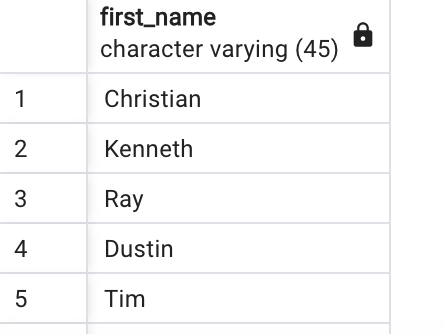 first_name
character varying (45)
1 Christian
2 Kenneth
3 Ray
4 Dustin
5 Tim